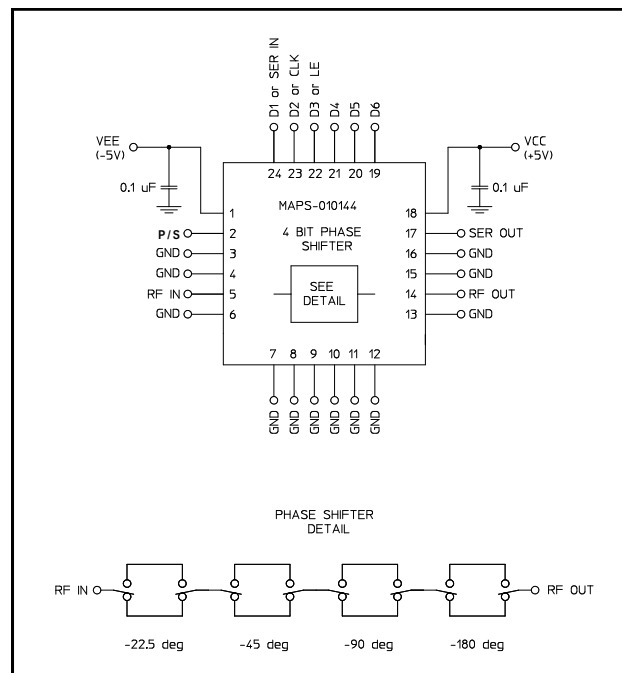 D1 or SER IN
D2 or CLK
D3 or LE
D4
D5
D6
VEE
(-5V)
VCC
(+5V)
0.1 uF
0.1 uF
24 23 22 21 20 19
MAPS-010144
4 BIT PHASE
SHIFTER
SEE
DETAIL
1
P/S 2
GND 3
GND 4
RF IN 5
GND 6
18
17 SER OUT
16 GND
15 GND
14 RF OUT
13 GND
7 8 9 10 11 12
GND GND GND GND GND GND
PHASE SHIFTER
DETAIL
RF IN
RF OUT
-22.5 deg -45 deg -90 deg -180 deg